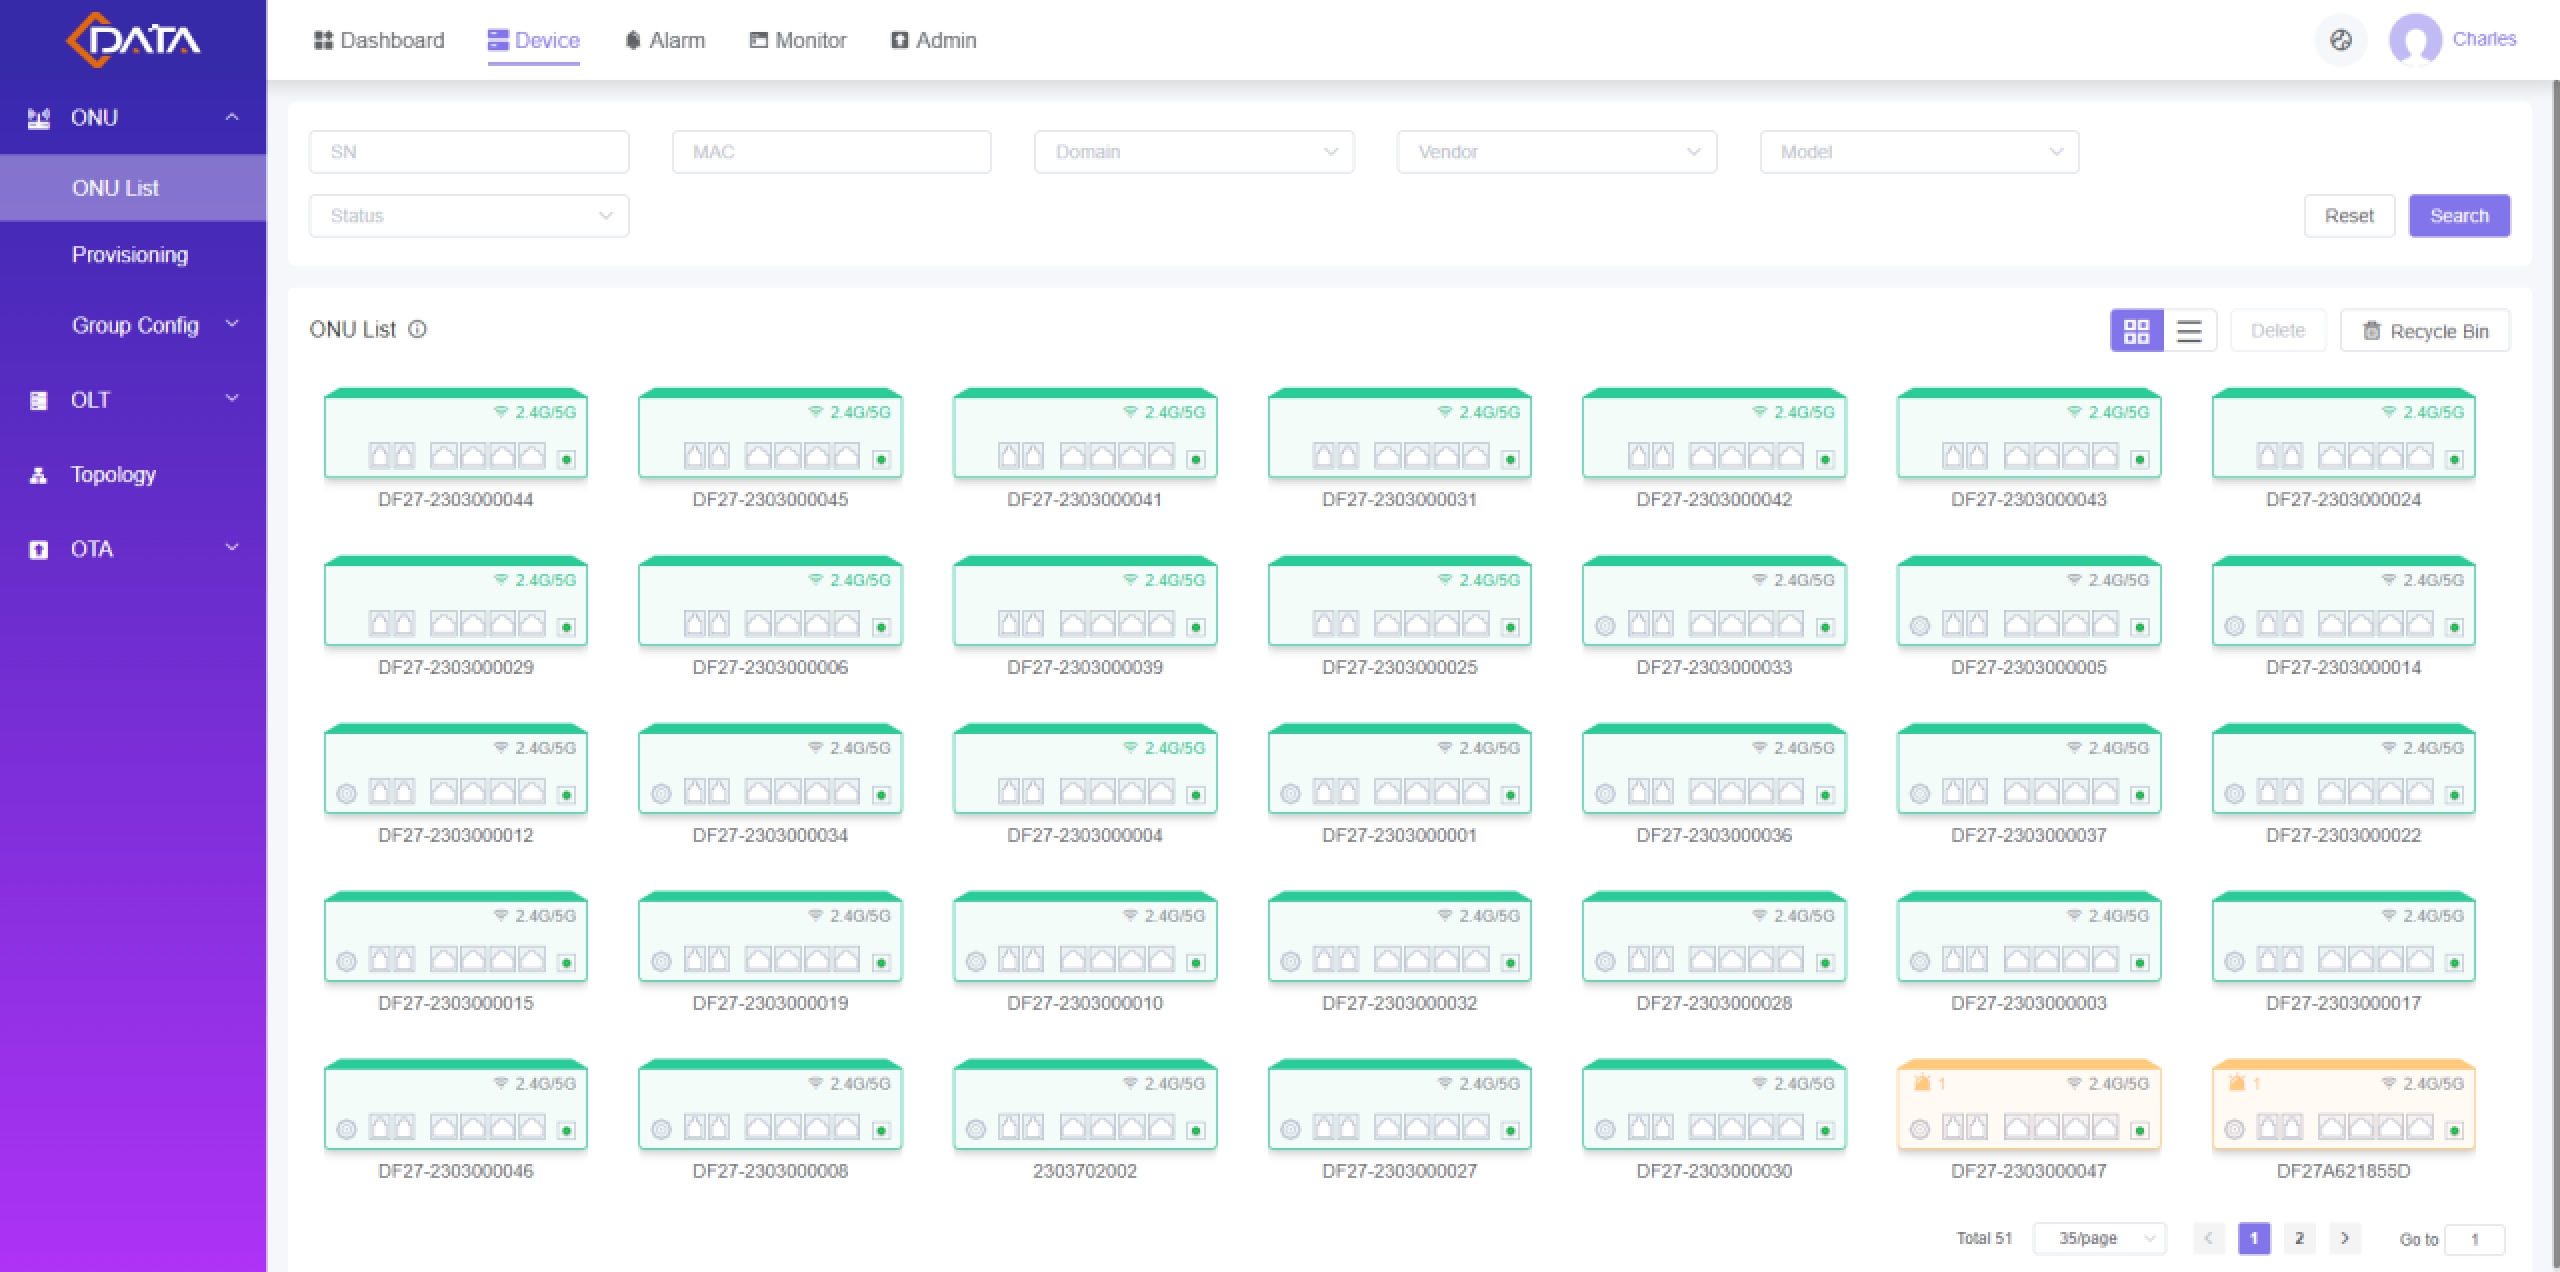 DATA
Dashboard Device Alarm Monitor Admin
Charles
ONU
ONU List
Provisioning
Group Config
OLT
Topology
OTA
SN MAC Domain Vendor Model
Status Reset Search
ONU List Delete Recycle Bin
2.4G/5G 2.4G/5G 2.4G/5G 2.4G/5G 2.4G/5G 2.4G/5G 2.4G/5G
DF27-2303000044 DF27-2303000045 DF27-2303000041 DF27-2303000031 DF27-2303000042 DF27-2303000043 DF27-2303000024
2.4G/5G 2.4G/5G 2.4G/5G 2.4G/5G 2.4G/5G 2.4G/5G 2.4G/5G
DF27-2303000029 DF27-2303000006 DF27-2303000039 DF27-2303000025 DF27-2303000033 DF27-2303000005 DF27-2303000014
2.4G/5G 2.4G/5G 2.4G/5G 2.4G/5G 2.4G/5G 2.4G/5G 2.4G/5G
DF27-2303000012 DF27-2303000034 DF27-2303000004 DF27-2303000001 DF27-2303000036 DF27-2303000037 DF27-2303000022
2.4G/5G 2.4G/5G 2.4G/5G 2.4G/5G 2.4G/5G 2.4G/5G 2.4G/5G
DF27-2303000015 DF27-2303000019 DF27-2303000010 DF27-2303000032 DF27-2303000028 DF27-2303000003 DF27-2303000017
2.4G/5G 2.4G/5G 2.4G/5G 2.4G/5G 2.4G/5G 1 2.4G/5G 1 2.4G/5G
DF27-2303000046 DF27-2303000008 2303702002 DF27-2303000027 DF27-2303000030 DF27-2303000047 DF27A621855D
Total 51 35/page < 1 2 > Go to 1